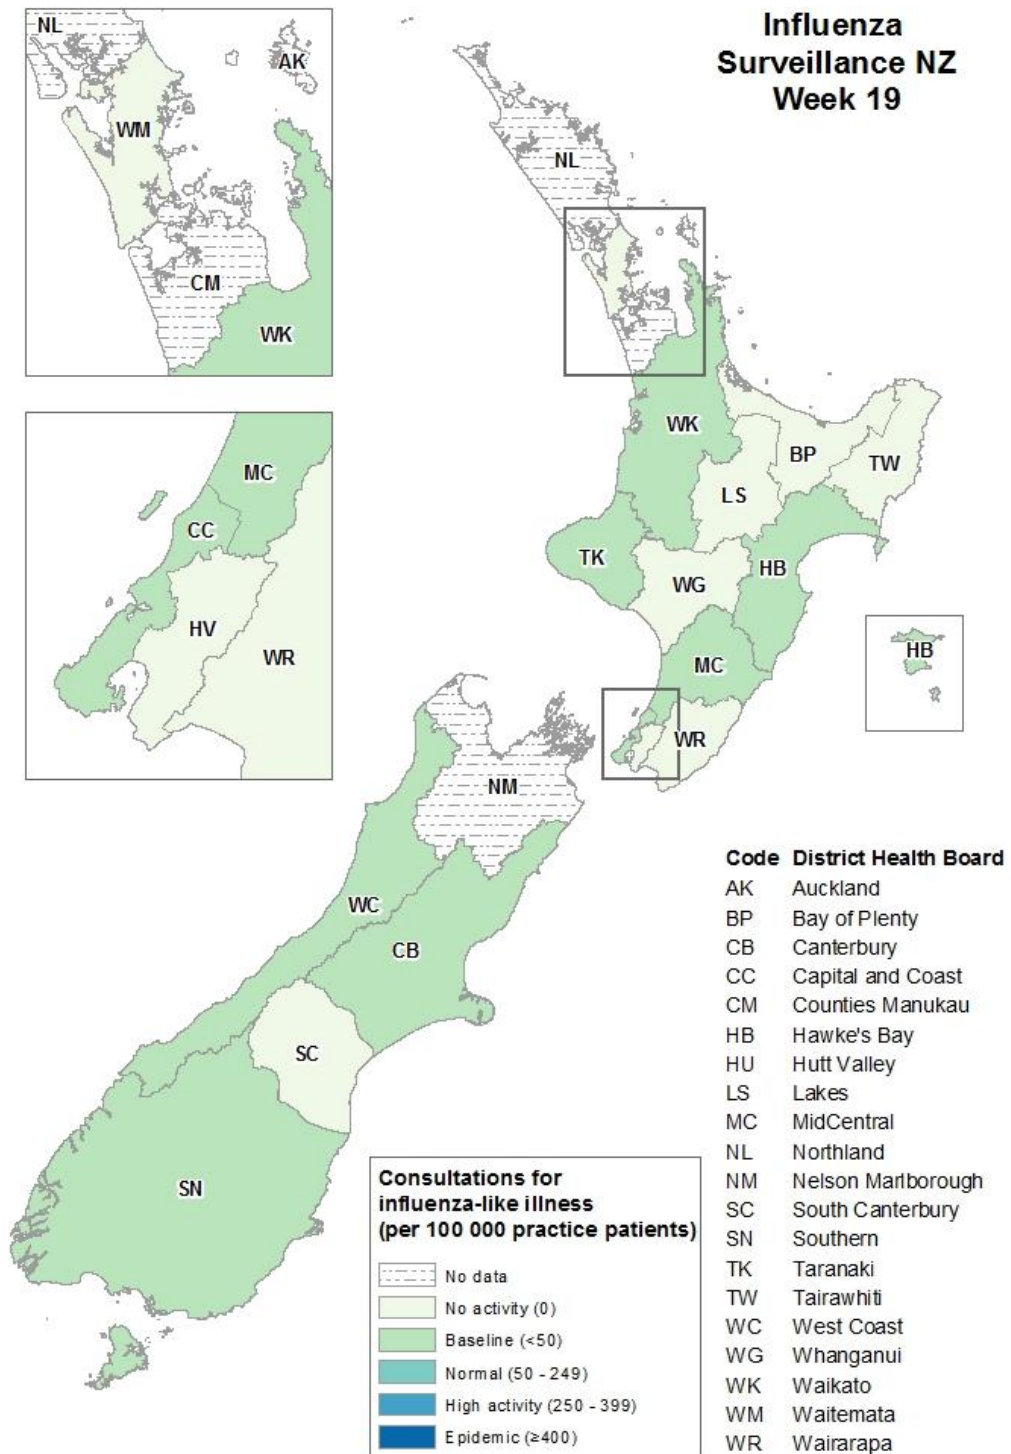 Influenza
Surveillance NZ
Week 19
NL
AK
WM
CM
WK
NL
WK
BP
TW
LS
TK
WG
HB
MC
WR
MC
CC
HV
WR
HB
NM
WC
CB
SC
SN
Code District Health Board
AK Auckland
BP Bay of Plenty
CB Canterbury
CC Capital and Coast
CM Counties Manukau
HB Hawke's Bay
HU Hutt Valley
LS Lakes
MC MidCentral
NL Northland
NM Nelson Marlborough
SC South Canterbury
SN Southern
TK Taranaki
TW Tairawhiti
WC West Coast
WG Whanganui
WK Waikato
WM Waitemata
WR Wairarapa
Consultations for
influenza-like illness
(per 100 000 practice patients)
No data
No activity (0)
Baseline (<50)
Normal (50 - 249)
High activity (250 - 399)
Epidemic (≥400)